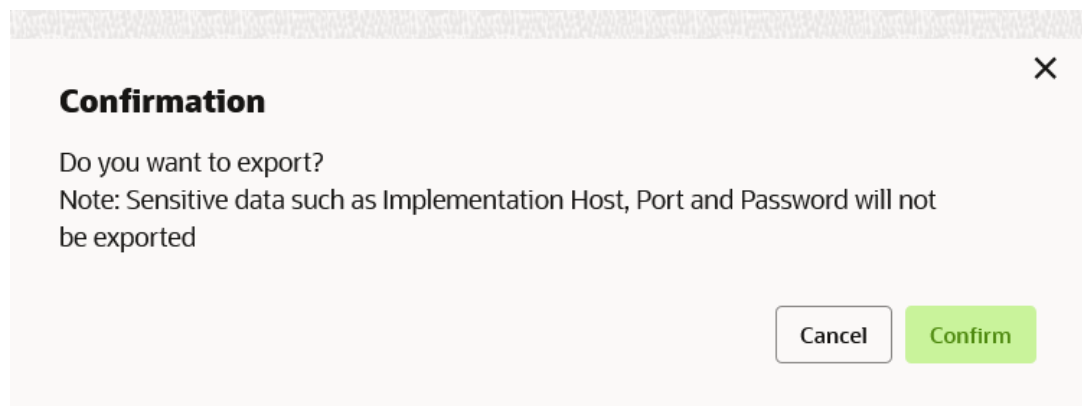 Confirmation
Do you want to export?
Note: Sensitive data such as Implementation Host, Port and Password will not
be exported
Cancel
Confirm